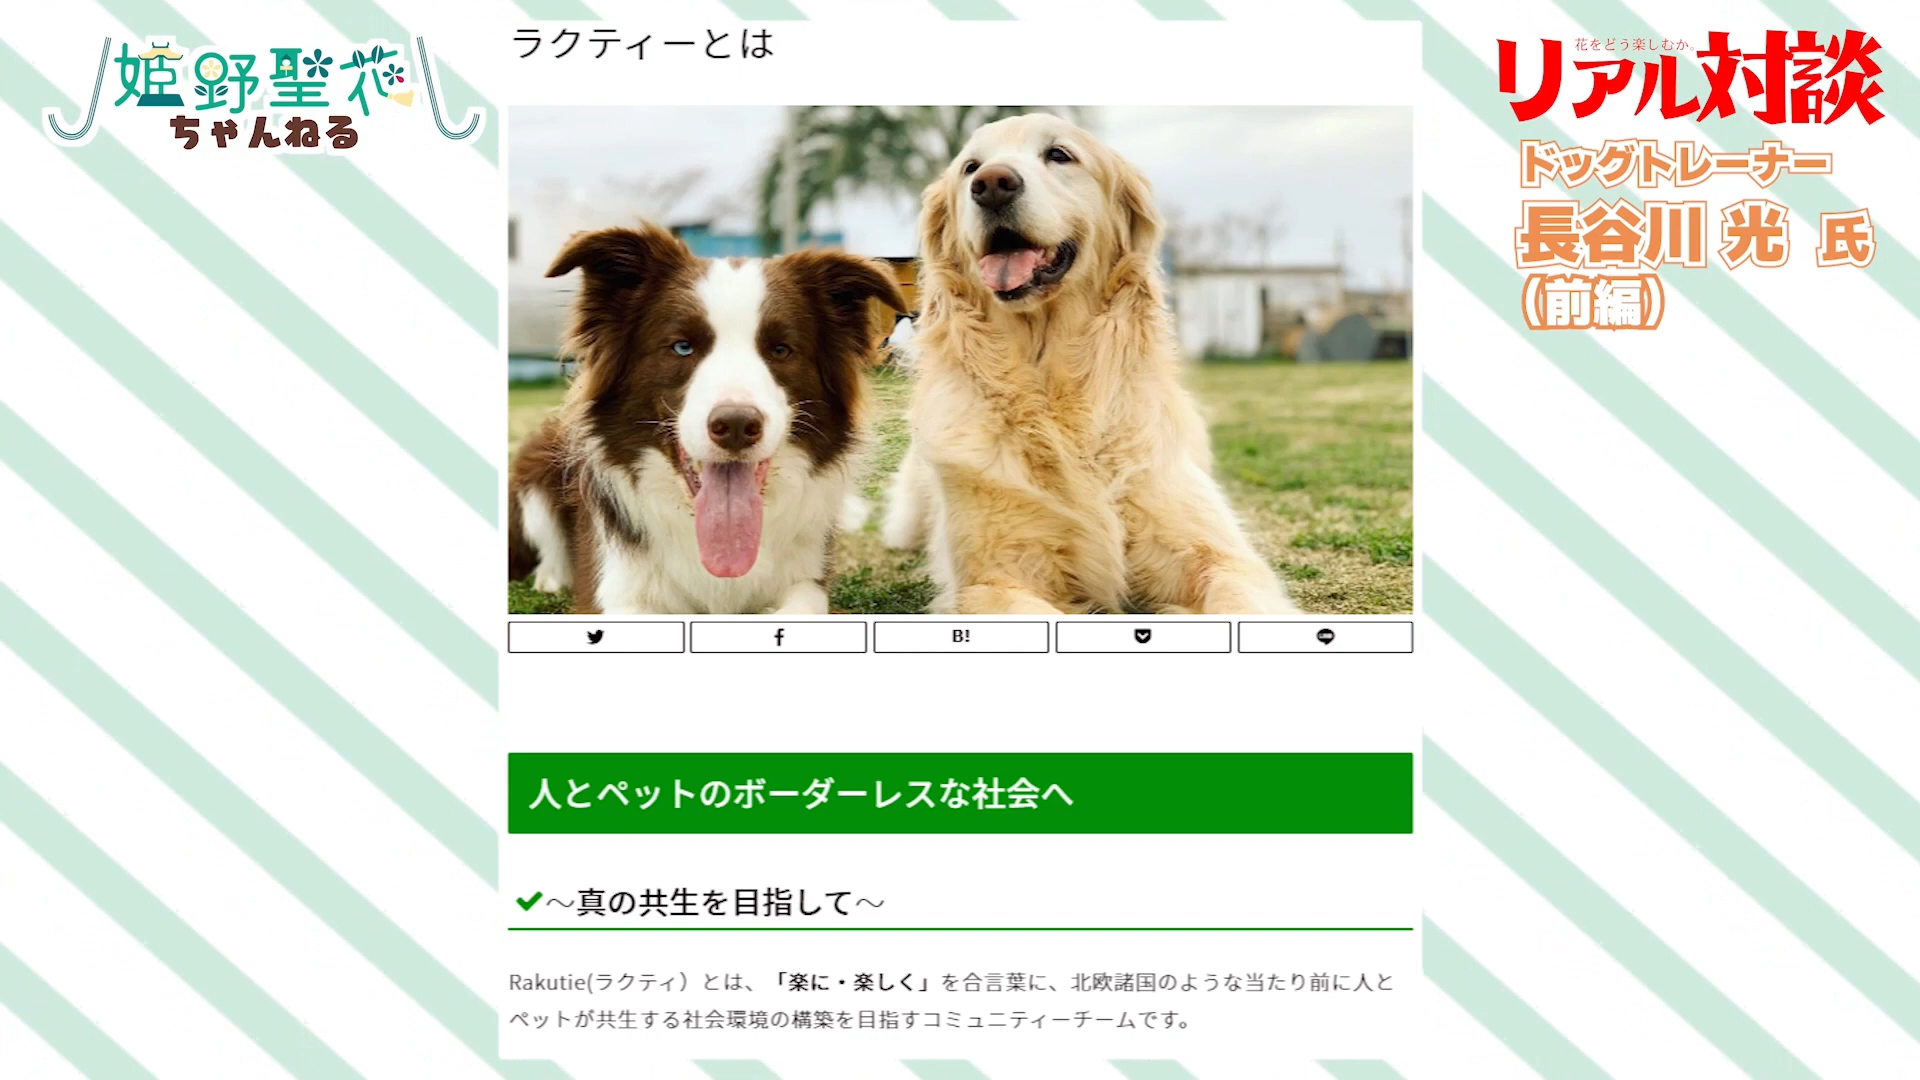 姫野聖花
ちゃんねる
ラクティーとは
花をどう楽しむか。
リアル対談
ドッグトレーナー
長谷川 光 氏
（前編）
B!
LINE
人とペットのボーダーレスな社会へ
～真の共生を目指して～
Rakutie(ラクティ）とは、「楽に・楽しく」を合言葉に、北欧諸国のような当たり前に人と
ペットが共生する社会環境の構築を目指すコミュニティーチームです。